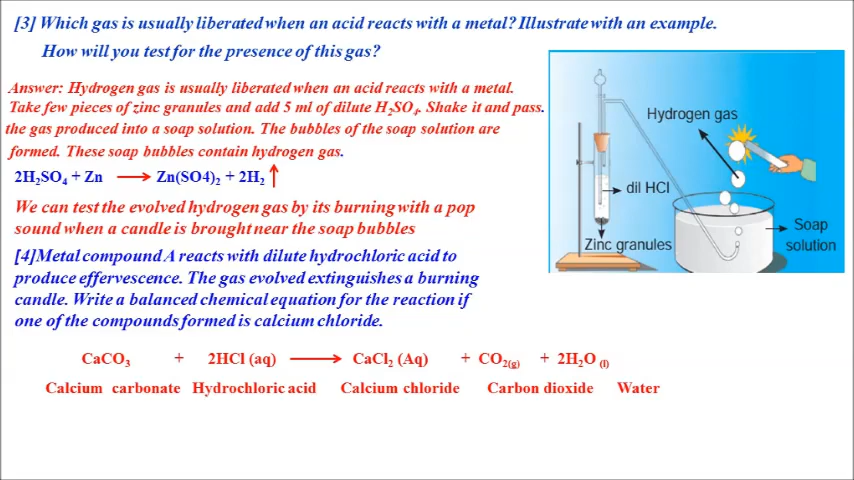 [3] Which gas is usually liberated when an acid reacts with a metal? Illustrate with an example.
How will you test for the presence of this gas?
Answer: Hydrogen gas is usually liberated when an acid reacts with a metal.
Take few pieces of zinc granules and add 5 ml of dilute H₂SO₄. Shake it and pass.
the gas produced into a soap solution. The bubbles of the soap solution are
formed. These soap bubbles contain hydrogen gas.
2H₂SO₄ + Zn ⟶ Zn(SO4)₂ + 2H₂ ↑
We can test the evolved hydrogen gas by its burning with a pop
sound when a candle is brought near the soap bubbles
Hydrogen gas
dil HCl
Zinc granules
Soap
solution
[4]Metal compound A reacts with dilute hydrochloric acid to
produce effervescence. The gas evolved extinguishes a burning
candle. Write a balanced chemical equation for the reaction if
one of the compounds formed is calcium chloride.
CaCO₃ + 2HCl (aq) ⟶ CaCl₂ (Aq) + CO₂(g) + 2H₂O (l)
Calcium carbonate Hydrochloric acid Calcium chloride Carbon dioxide Water